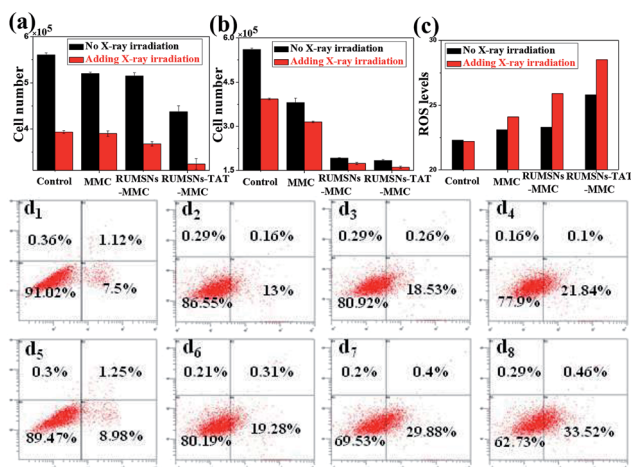 (a)
×10⁵
No X-ray irradiation
Adding X-ray irradiation
Cell number
6
4
Control MMC RUMSNs -MMC RUMSNs-TAT -MMC
(b)
×10⁵
No X-ray irradiation
Adding X-ray irradiation
Cell number
6.0
4.5
3.0
1.5
Control MMC RUMSNs -MMC RUMSNs-TAT -MMC
(c)
No X-ray irradiation
Adding X-ray irradiation
ROS levels
30
25
20
Control MMC RUMSNs -MMC RUMSNs-TAT -MMC
d₁
0.36% 1.12%
91.02% 7.5%
d₂
0.29% 0.16%
86.55% 13%
d₃
0.29% 0.26%
80.92% 18.53%
d₄
0.16% 0.1%
77.9% 21.84%
d₅
0.3% 1.25%
89.47% 8.98%
d₆
0.21% 0.31%
80.19% 19.28%
d₇
0.2% 0.4%
69.53% 29.88%
d₈
0.29% 0.46%
62.73% 33.52%